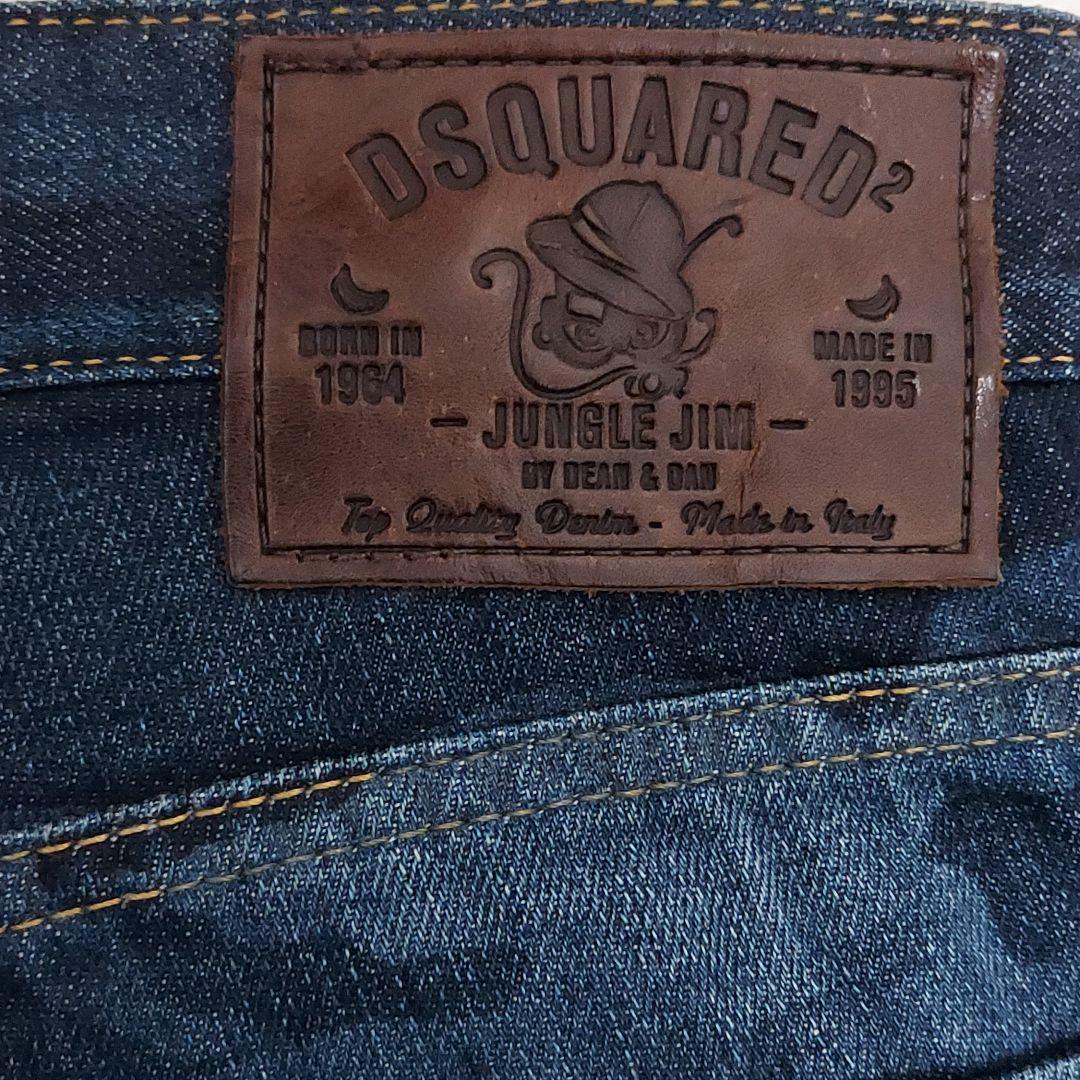 DSQUARED2
BORN IN
1964
MADE IN
1995
- JUNGLE JIM -
BY DEAN & DAN
Top Quality Denim - Made in Italy